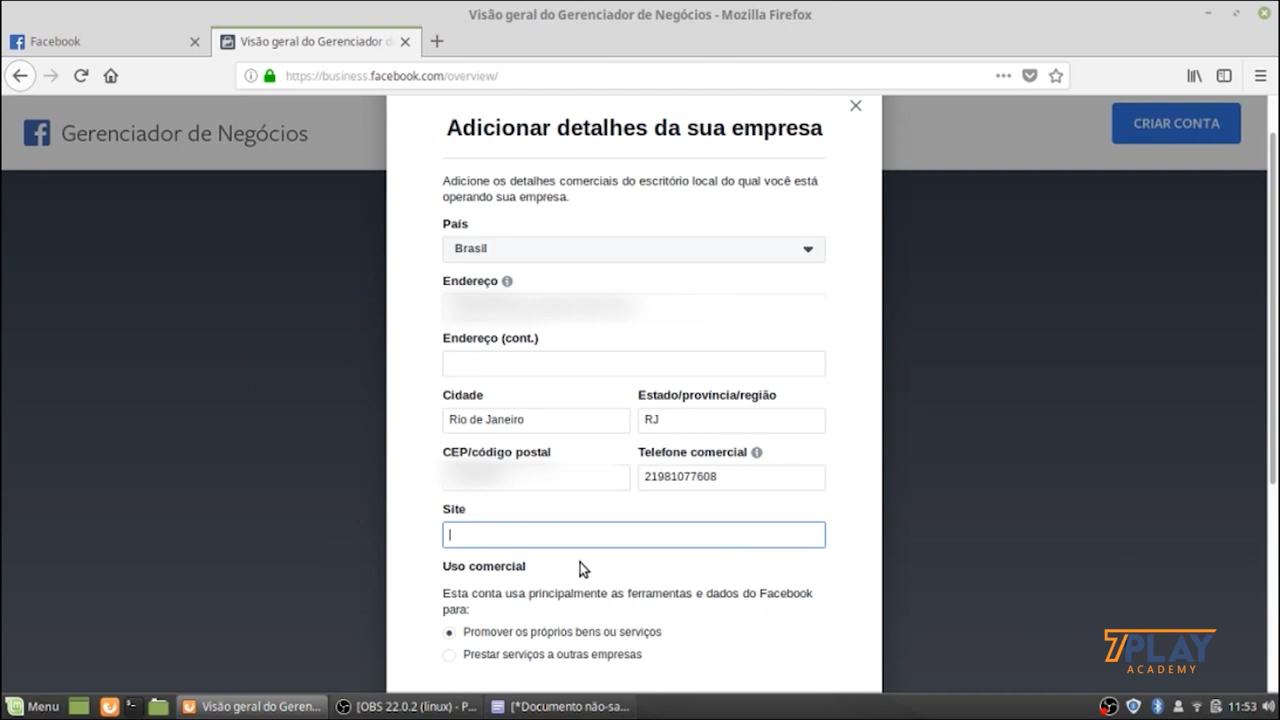 Visão geral do Gerenciador de Negócios - Mozilla Firefox
Facebook
Visão geral do Gerenciador d
https://business.facebook.com/overview/
Gerenciador de Negócios
CRIAR CONTA
Adicionar detalhes da sua empresa
Adicione os detalhes comerciais do escritório local do qual você está
operando sua empresa.
País
Brasil
Endereço
Endereço (cont.)
Cidade
Estado/província/região
Rio de Janeiro
RJ
CEP/código postal
Telefone comercial
21981077608
Site
Uso comercial
Esta conta usa principalmente as ferramentas e dados do Facebook
para:
Promover os próprios bens ou serviços
Prestar serviços a outras empresas
7PLAY
ACADEMY
Menu
Visão geral do Geren...
[OBS 22.0.2 (linux) - P...
[*Documento não-sa...
11:53